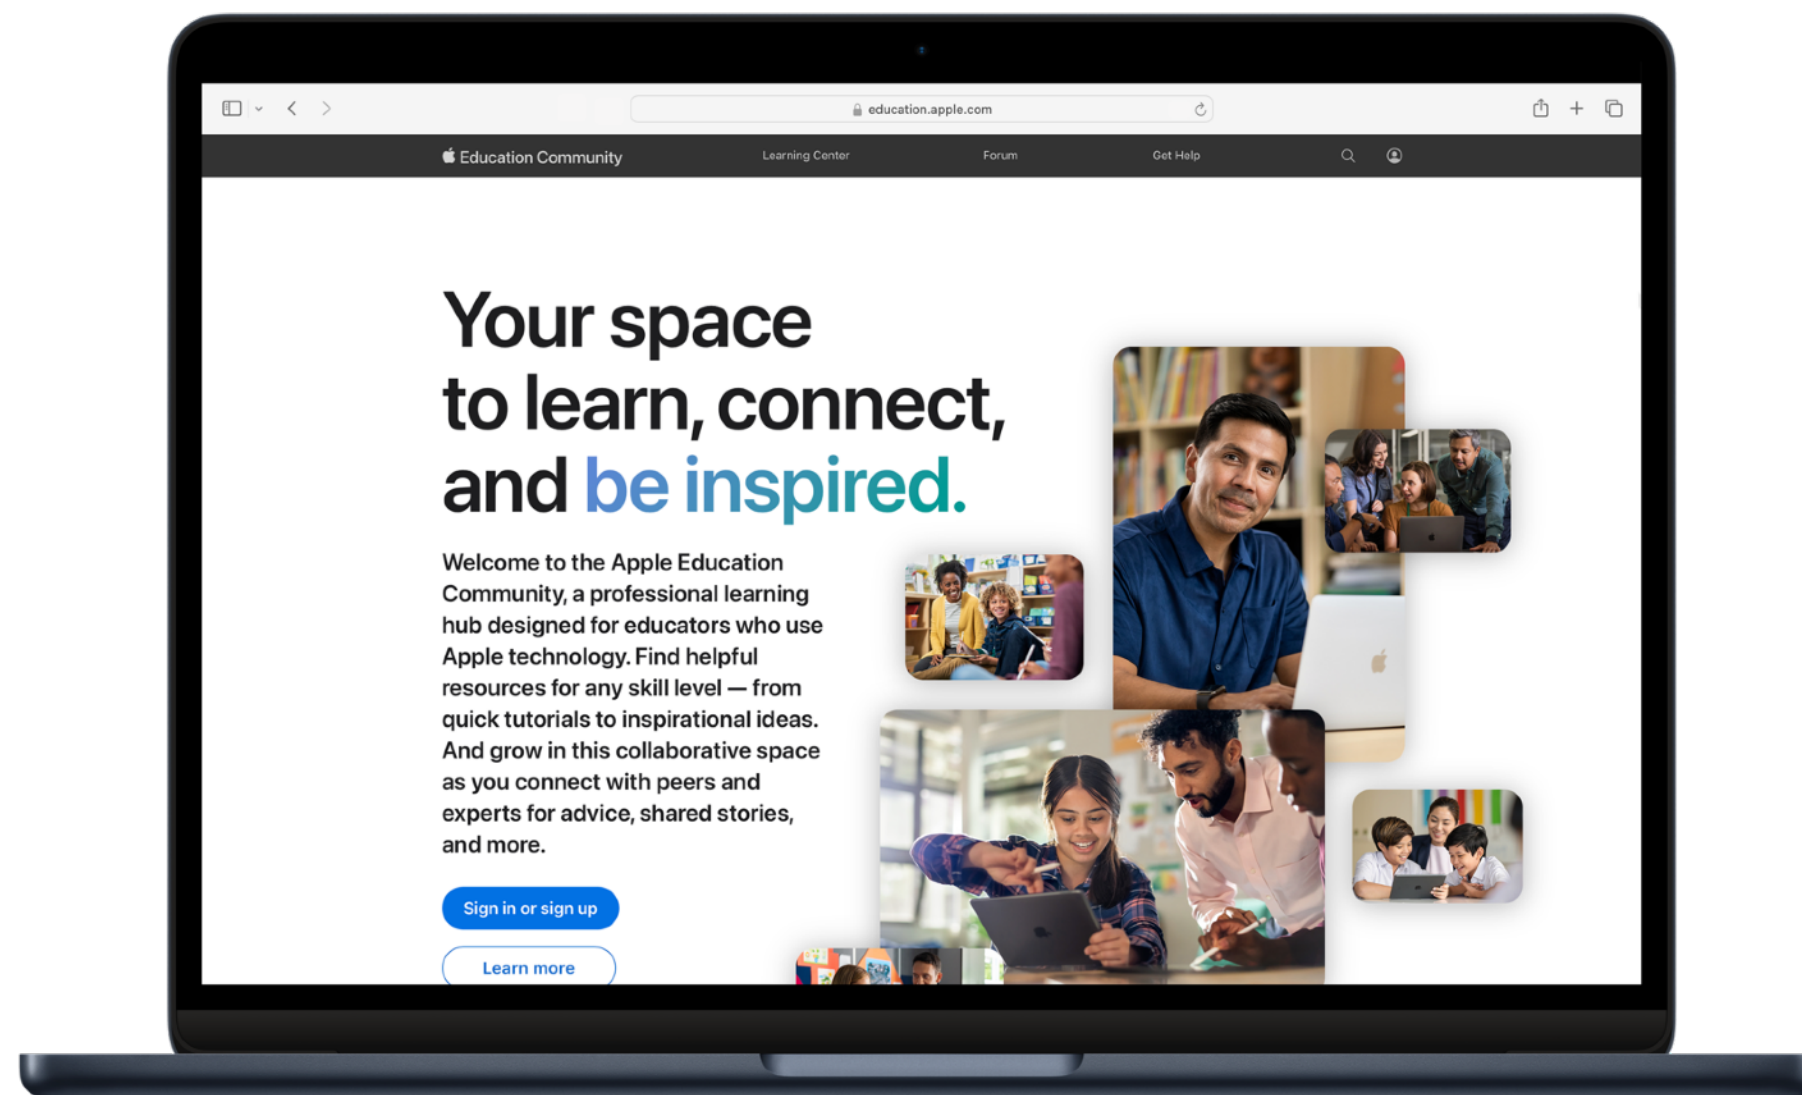 education.apple.com
Education Community
Learning Center
Forum
Get Help
Your space
to learn, connect,
and be inspired.
Welcome to the Apple Education
Community, a professional learning
hub designed for educators who use
Apple technology. Find helpful
resources for any skill level — from
quick tutorials to inspirational ideas.
And grow in this collaborative space
as you connect with peers and
experts for advice, shared stories,
and more.
Sign in or sign up
Learn more